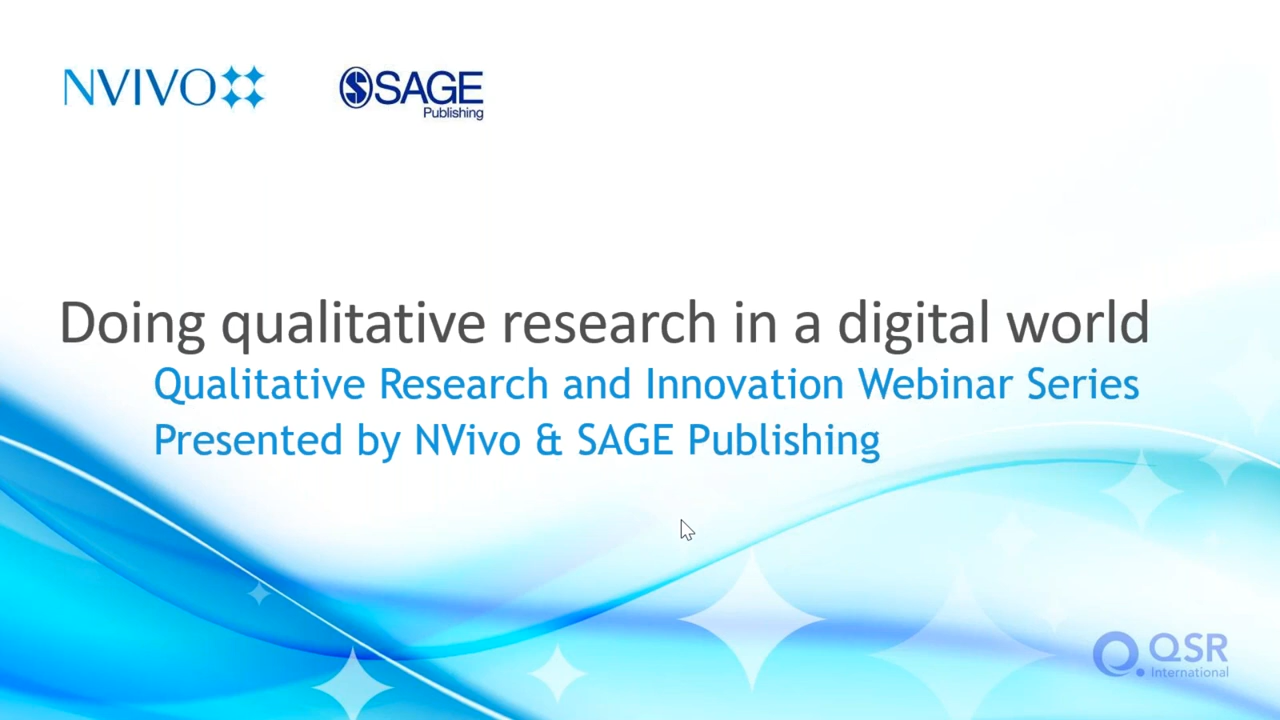 NVIVO
SAGE
Publishing
Doing qualitative research in a digital world
Qualitative Research and Innovation Webinar Series
Presented by NVivo & SAGE Publishing
QSR
International